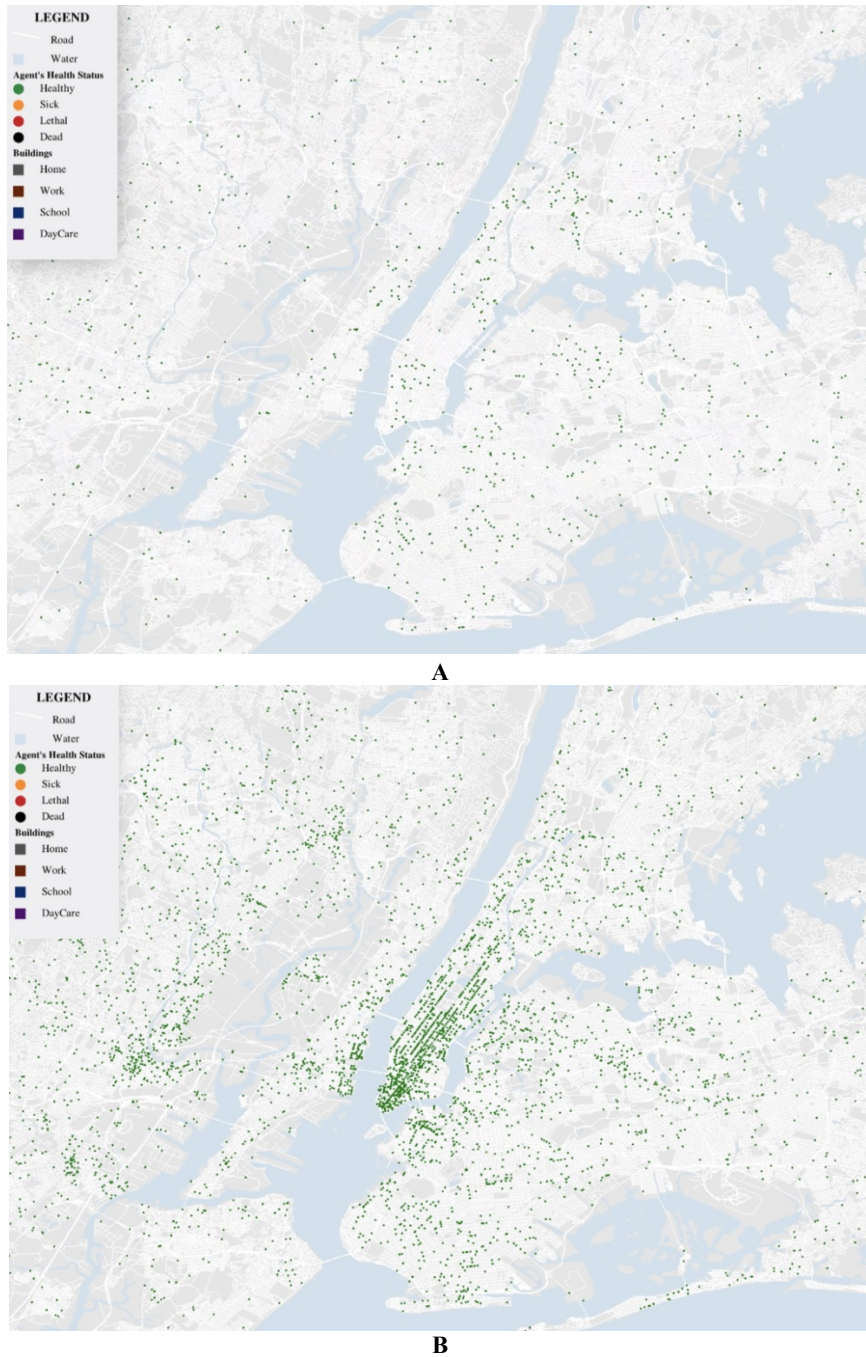 LEGEND
Road
Water
Agent's Health Status
Healthy
Sick
Lethal
Dead
Buildings
Home
Work
School
DayCare
A
LEGEND
Road
Water
Agent's Health Status
Healthy
Sick
Lethal
Dead
Buildings
Home
Work
School
DayCare
B